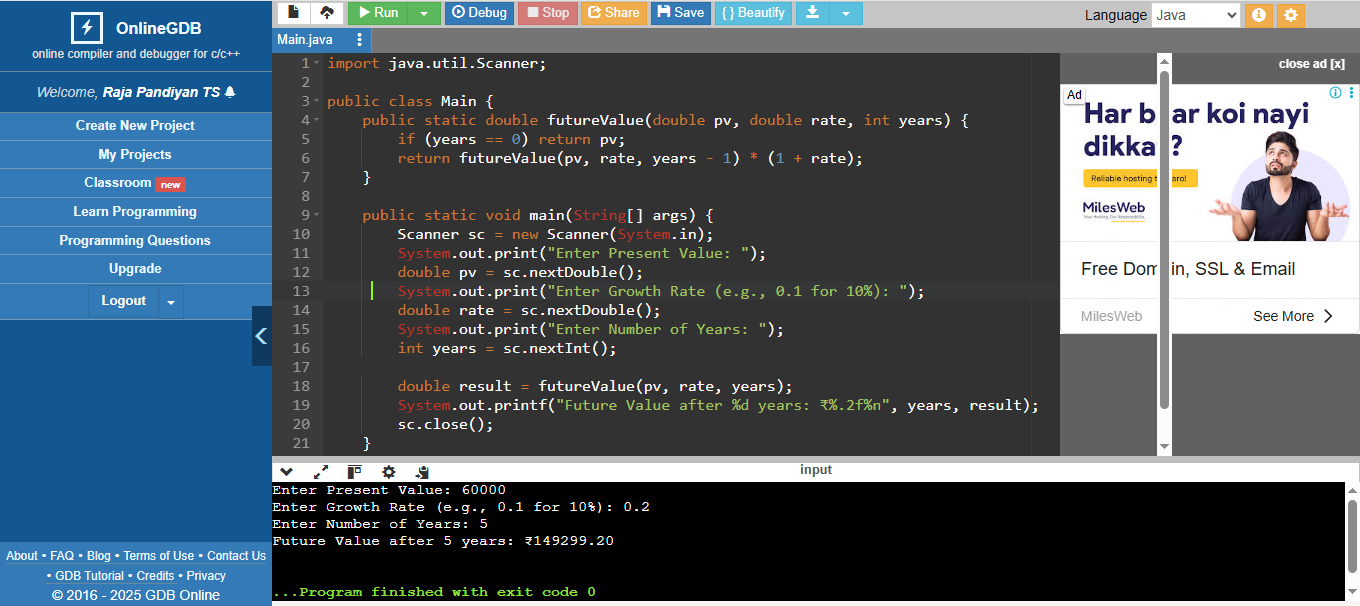 OnlineGDB
online compiler and debugger for c/c++
Welcome, Raja Pandiyan TS
Create New Project
My Projects
Classroom new
Learn Programming
Programming Questions
Upgrade
Logout
About • FAQ • Blog • Terms of Use • Contact Us
• GDB Tutorial • Credits • Privacy
© 2016 - 2025 GDB Online
Run Debug Stop Share Save { } Beautify
Language Java
Main.java
1 import java.util.Scanner;
2
3 public class Main {
4 public static double futureValue(double pv, double rate, int years) {
5 if (years == 0) return pv;
6 return futureValue(pv, rate, years - 1) * (1 + rate);
7 }
8
9 public static void main(String[] args) {
10 Scanner sc = new Scanner(System.in);
11 System.out.print("Enter Present Value: ");
12 double pv = sc.nextDouble();
13 System.out.print("Enter Growth Rate (e.g., 0.1 for 10%): ");
14 double rate = sc.nextDouble();
15 System.out.print("Enter Number of Years: ");
16 int years = sc.nextInt();
17
18 double result = futureValue(pv, rate, years);
19 System.out.printf("Future Value after %d years: ₹%.2f%n", years, result);
20 sc.close();
21 }
close ad [x]
Ad
Har b ar koi nayi
dikka ?
Reliable hosting t aro!
MilesWeb
Your Hosting, Our Responsibility.
Free Dom in, SSL & Email
MilesWeb
See More
input
Enter Present Value: 60000
Enter Growth Rate (e.g., 0.1 for 10%): 0.2
Enter Number of Years: 5
Future Value after 5 years: ₹149299.20
...Program finished with exit code 0